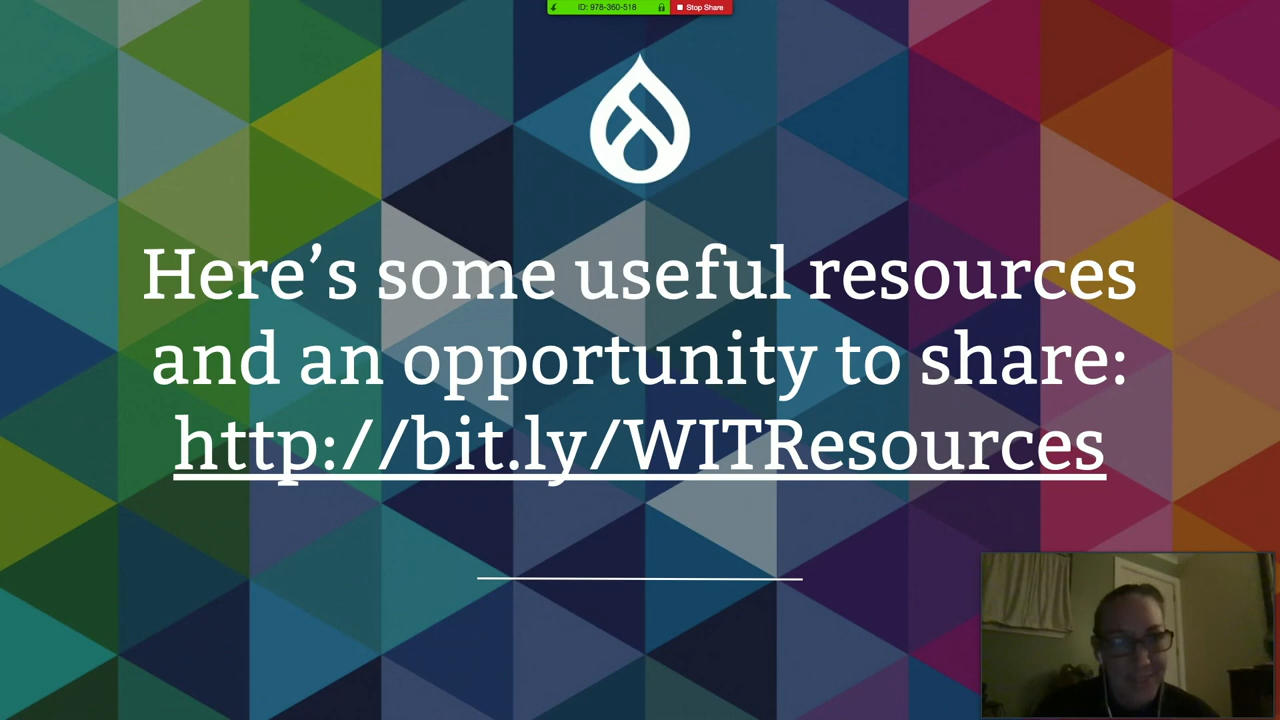 ID: 978-360-518
Stop Share
Here’s some useful resources
and an opportunity to share:
http://bit.ly/WITResources